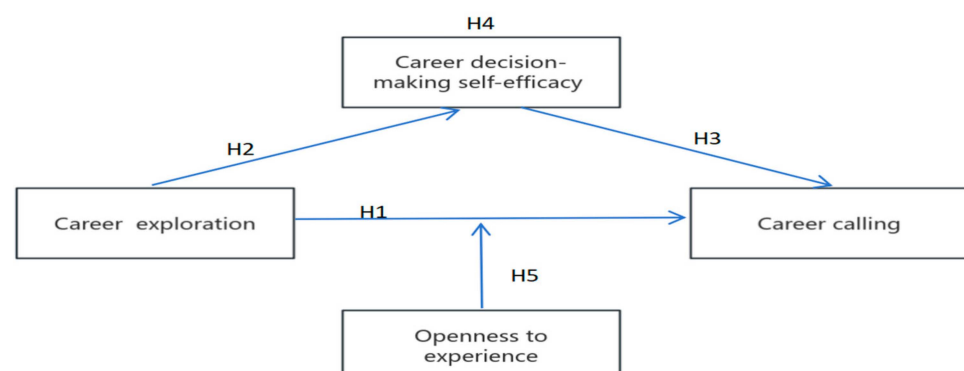 H4
Career decision-
making self-efficacy
H2
H3
Career exploration
H1
Career calling
H5
Openness to
experience